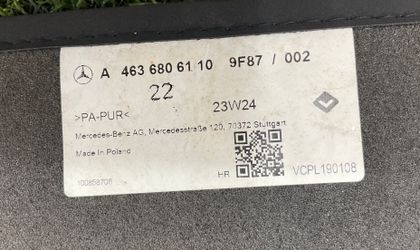 A 463 680 61 10 9F87 / 002
22 23W24
>PA-PUR<
Mercedes-Benz AG, Mercedesstraße 120, 70372 Stuttgart
Made in Poland
100858706 HR VCPL190108